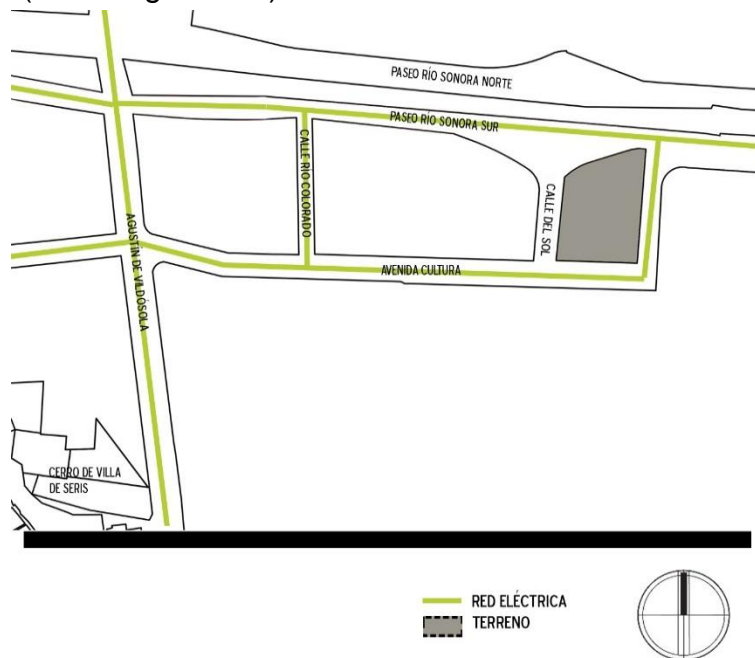 PASEO RÍO SONORA NORTE
PASEO RÍO SONORA SUR
CALLE RIO COLORADO
CALLE DEL SOL
AGUSTÍN DE VILDÓSOLA
AVENIDA CULTURA
CERRO DE VILLA
DE SERIS
RED ELÉCTRICA
TERRENO